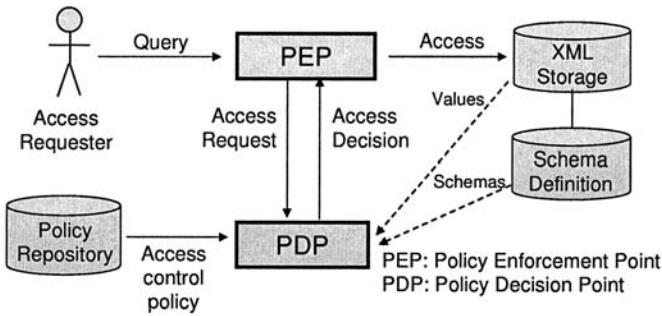 Query
PEP
Access
XML
Storage
Access
Requester
Access
Request
Access
Decision
Values
Schemas
Schema
Definition
Policy
Repository
Access
control
policy
PDP
PEP: Policy Enforcement Point
PDP: Policy Decision Point